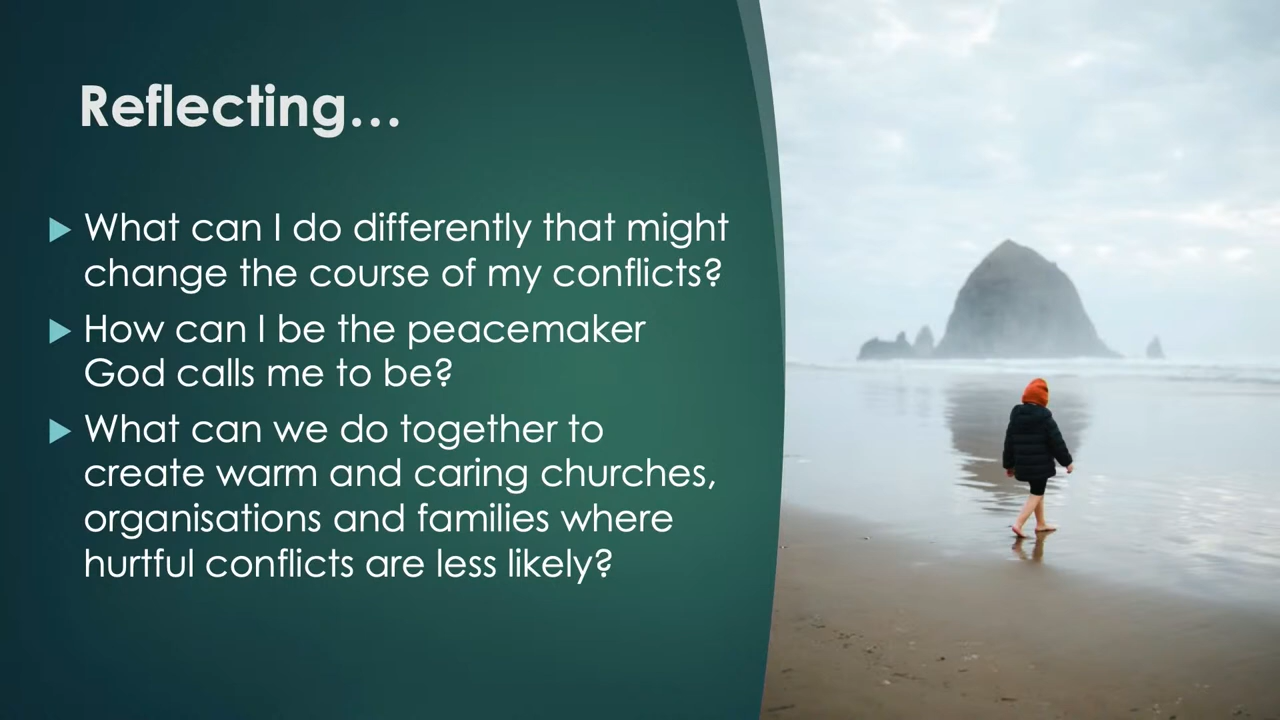 Reflecting...
What can I do differently that might
change the course of my conflicts?
How can I be the peacemaker
God calls me to be?
What can we do together to
create warm and caring churches,
organisations and families where
hurtful conflicts are less likely?